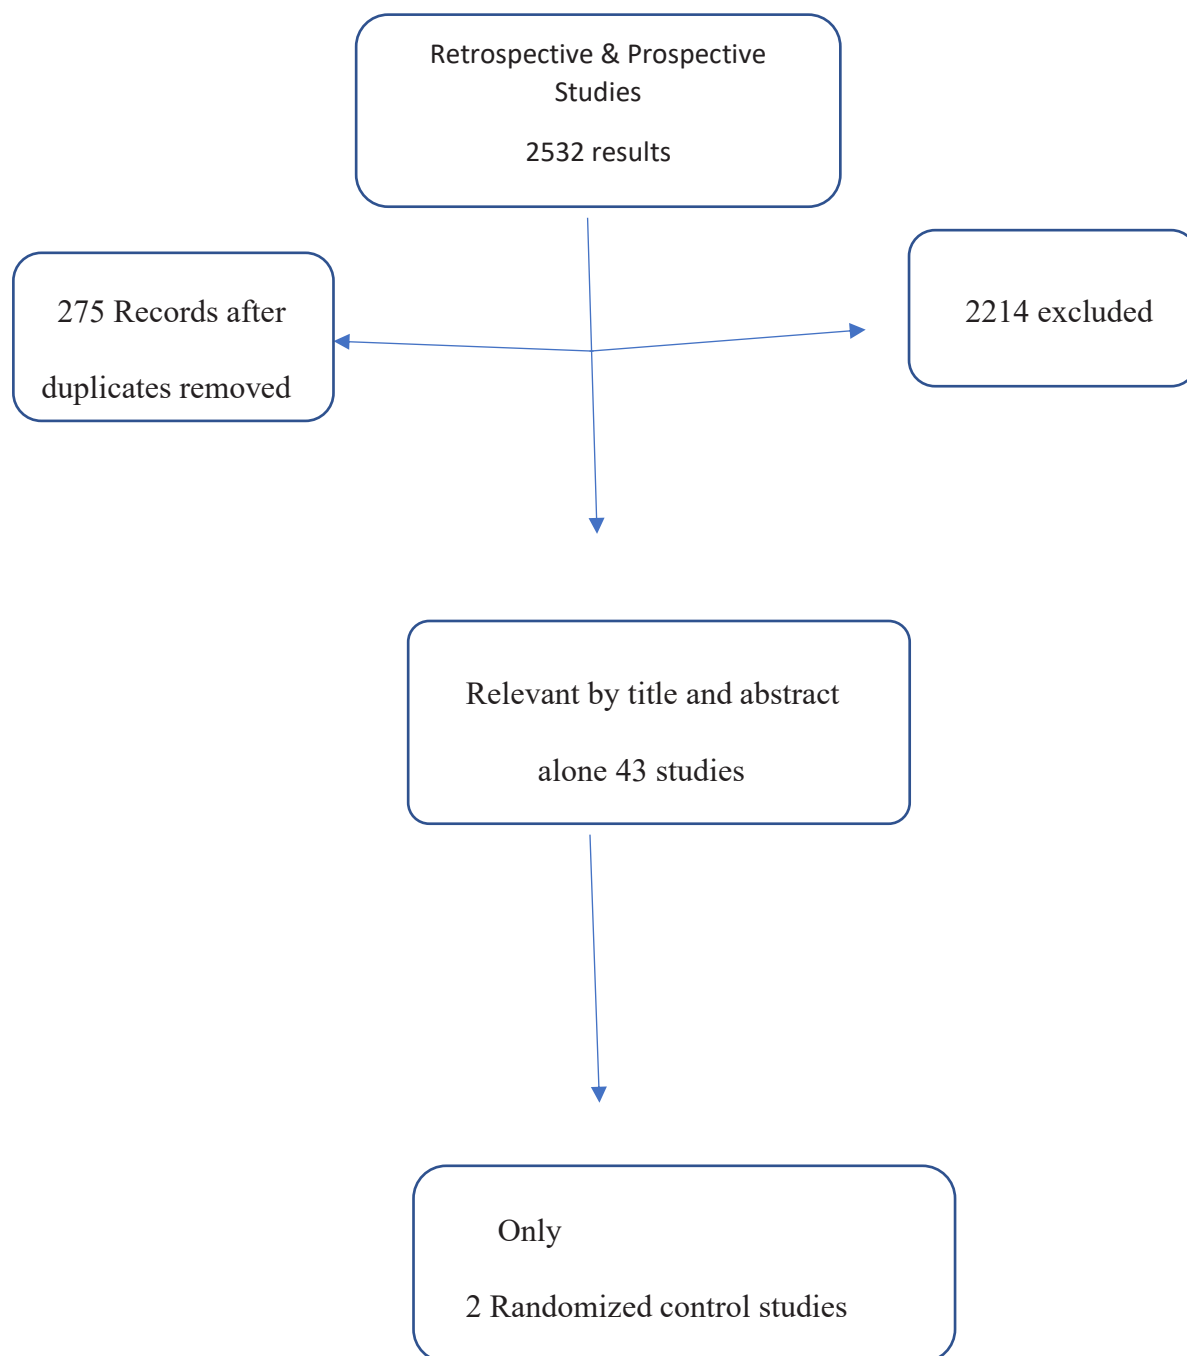 Retrospective & Prospective
Studies
2532 results
275 Records after
duplicates removed
2214 excluded
Relevant by title and abstract
alone 43 studies
Only
2 Randomized control studies